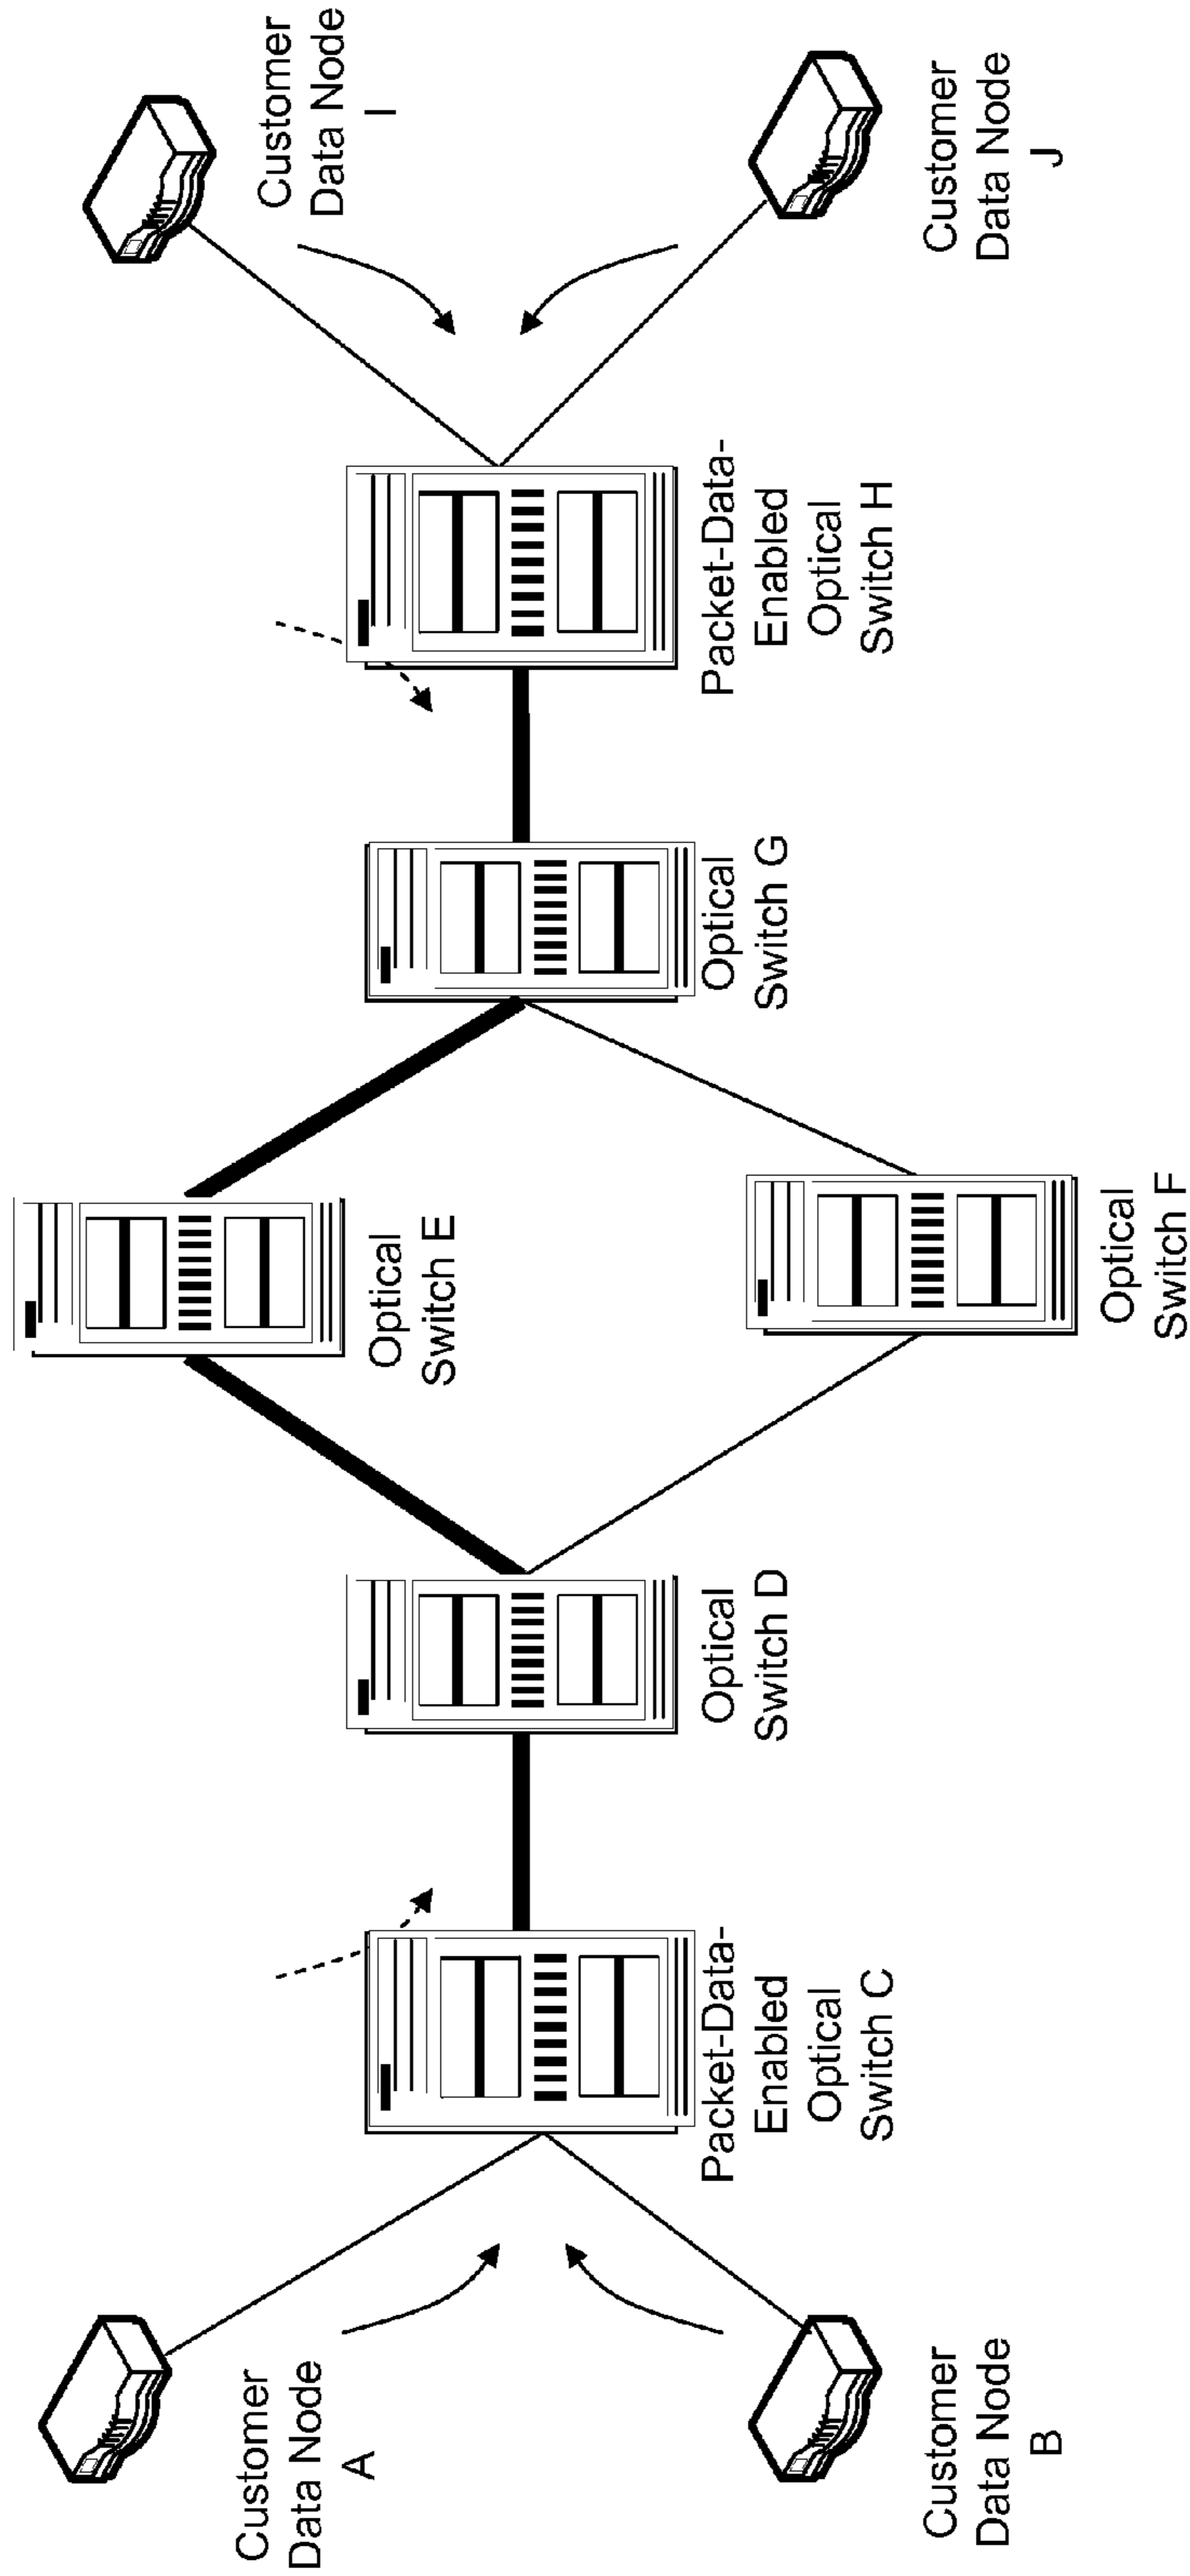 Customer
Data Node
A
Customer
Data Node
B
Packet-Data-
Enabled
Optical
Switch C
Optical
Switch D
Optical
Switch E
Optical
Switch F
Optical
Switch G
Packet-Data-
Enabled
Optical
Switch H
Customer
Data Node
I
Customer
Data Node
J